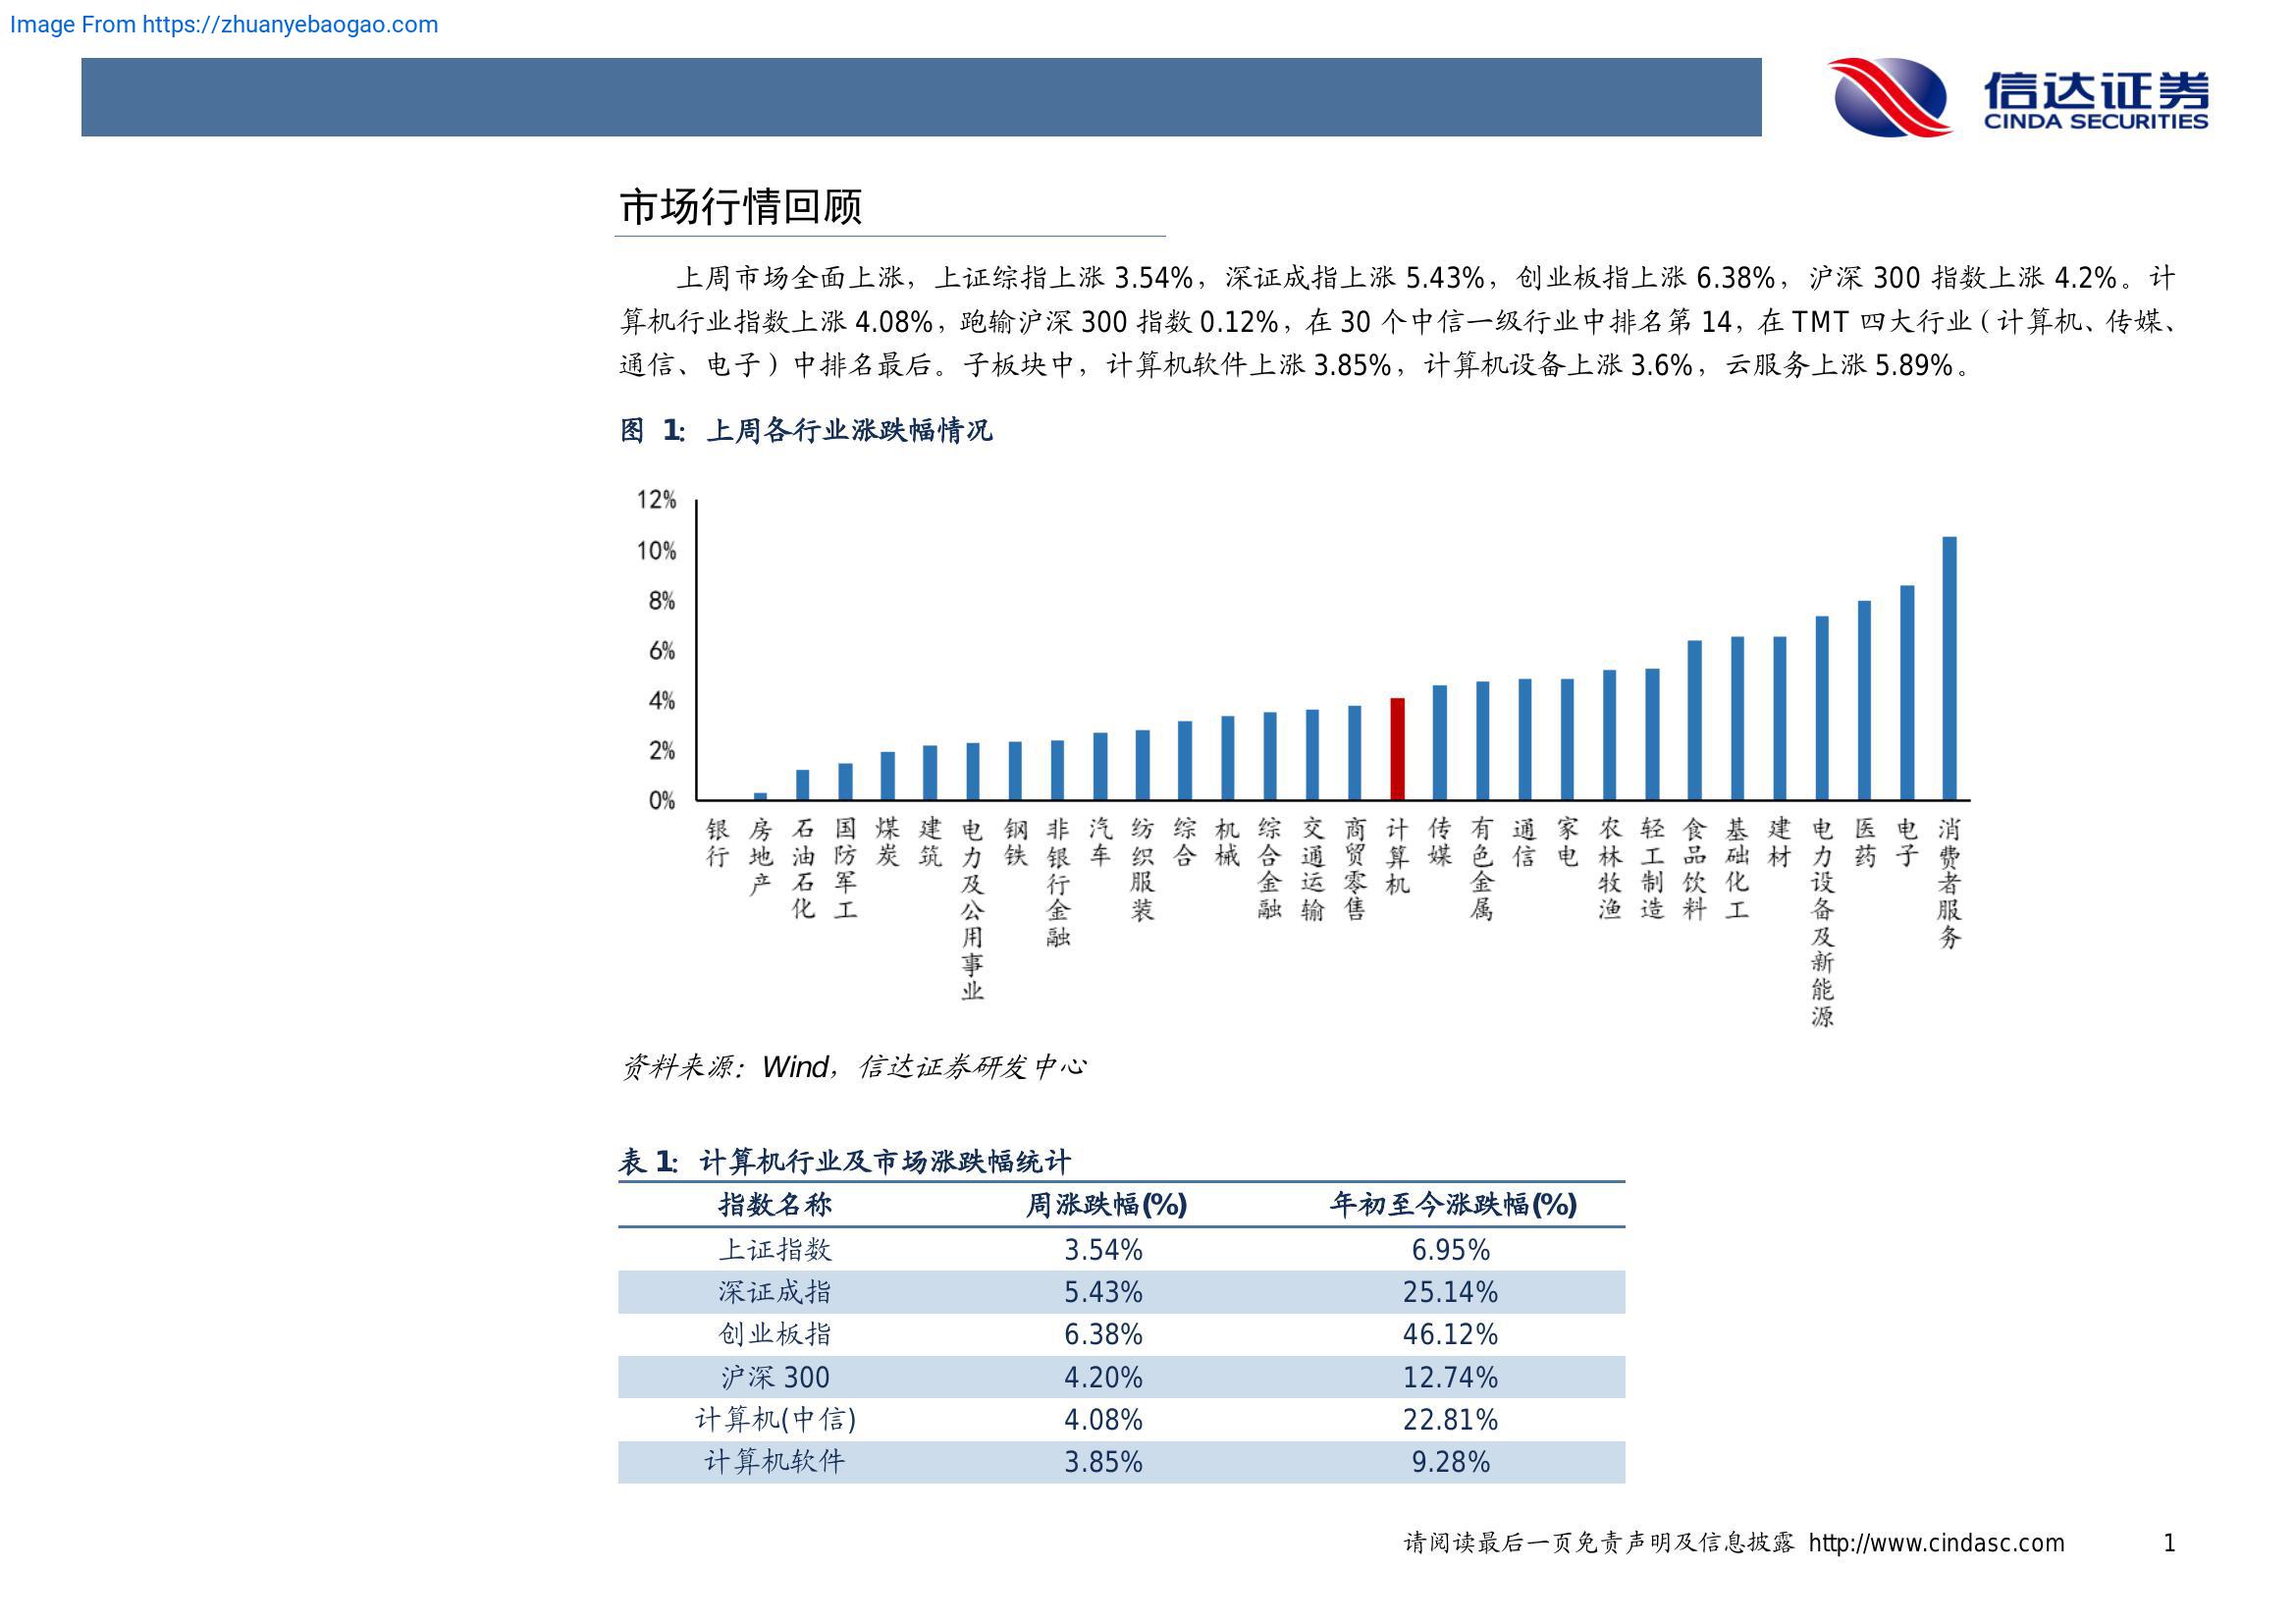 Image From https://zhuanyebaogao.com
信达证券
CINDA SECURITIES
市场行情回顾
上周市场全面上涨，上证综指上涨 3.54%，深证成指上涨 5.43%，创业板指上涨 6.38%，沪深 300 指数上涨 4.2%。计
算机行业指数上涨 4.08%，跑输沪深 300 指数 0.12%，在 30 个中信一级行业中排名第 14，在 TMT 四大行业（计算机、传媒、
通信、电子）中排名最后。子板块中，计算机软件上涨 3.85%，计算机设备上涨 3.6%，云服务上涨 5.89%。
图 1：上周各行业涨跌幅情况
12%
10%
8%
6%
4%
2%
0%
银行
房地产
石油石化
国防军工
煤炭
建筑
电力及公用事业
钢铁
非银行金融
汽车
纺织服装
综合
机械
综合金融
交通运输
商贸零售
计算机
传媒
有色金属
通信
家电
农林牧渔
轻工制造
食品饮料
基础化工
建材
电力设备及新能源
医药
电子
消费者服务
资料来源：Wind，信达证券研发中心
表 1：计算机行业及市场涨跌幅统计
指数名称 周涨跌幅(%) 年初至今涨跌幅(%)
上证指数 3.54% 6.95%
深证成指 5.43% 25.14%
创业板指 6.38% 46.12%
沪深 300 4.20% 12.74%
计算机(中信) 4.08% 22.81%
计算机软件 3.85% 9.28%
请阅读最后一页免责声明及信息披露 http://www.cindasc.com 1